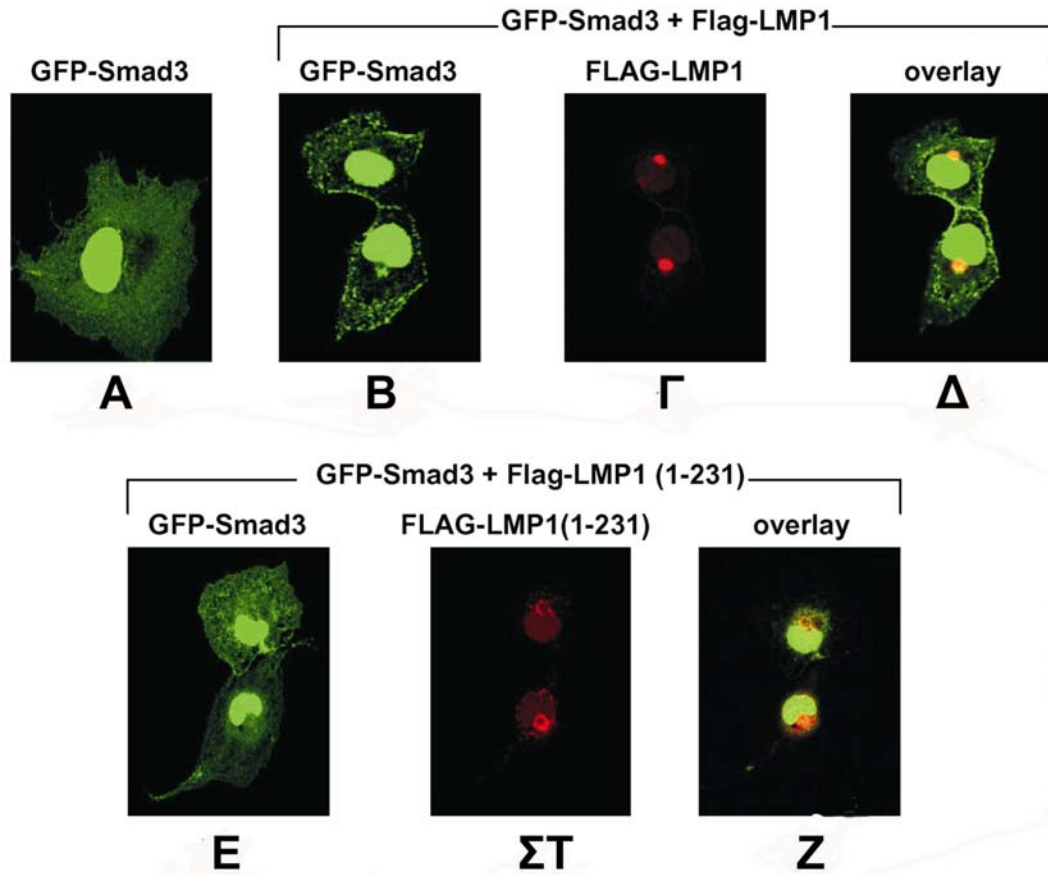 GFP-Smad3 + Flag-LMP1
GFP-Smad3 GFP-Smad3 FLAG-LMP1 overlay
Α Β Γ Δ
GFP-Smad3 + Flag-LMP1 (1-231)
GFP-Smad3 FLAG-LMP1(1-231) overlay
Ε ΣΤ Ζ